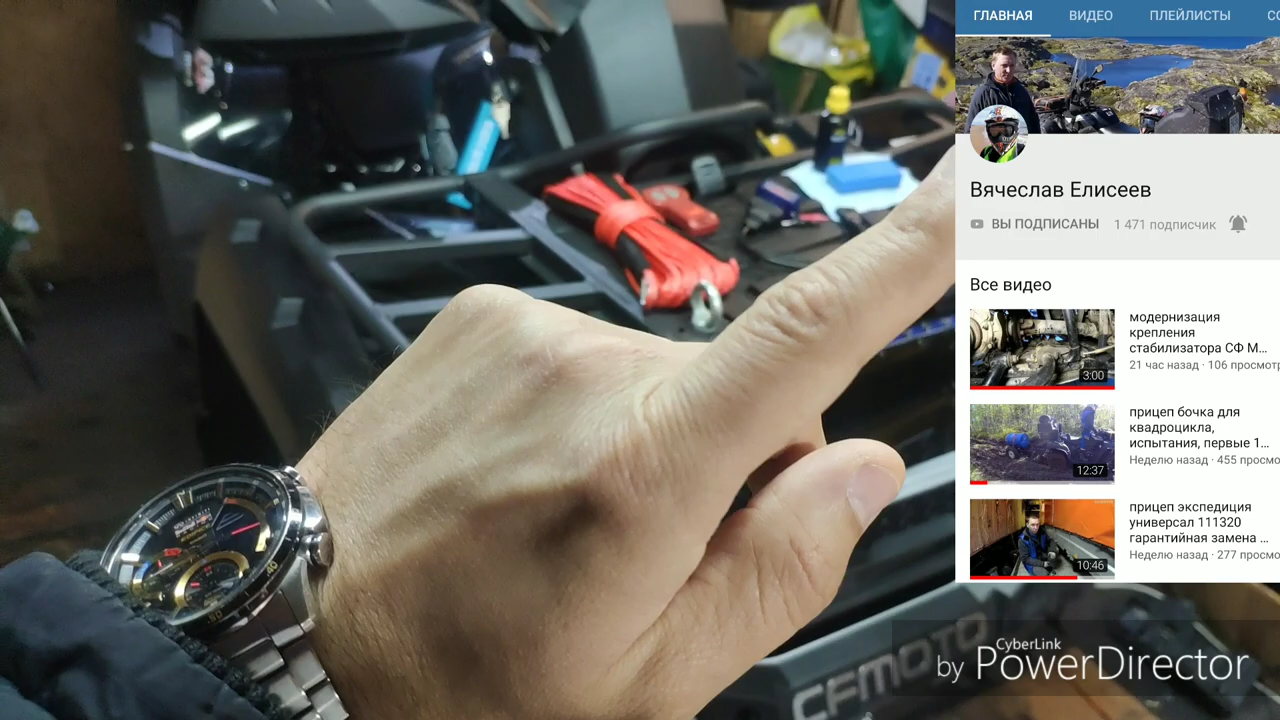 ГЛАВНАЯ ВИДЕО ПЛЕЙЛИСТЫ
Вячеслав Елисеев
ВЫ ПОДПИСАНЫ 1 471 подписчик
Все видео
модернизация
крепления
стабилизатора СФ М...
21 час назад · 106 просмотр
3:00
прицеп бочка для
квадроцикла,
испытания, первые 1...
Неделю назад · 455 просмо
12:37
прицеп экспедиция
универсал 111320
гарантийная замена ...
Неделю назад · 277 просмо
10:46
CFMOTO
CyberLink
by PowerDirector